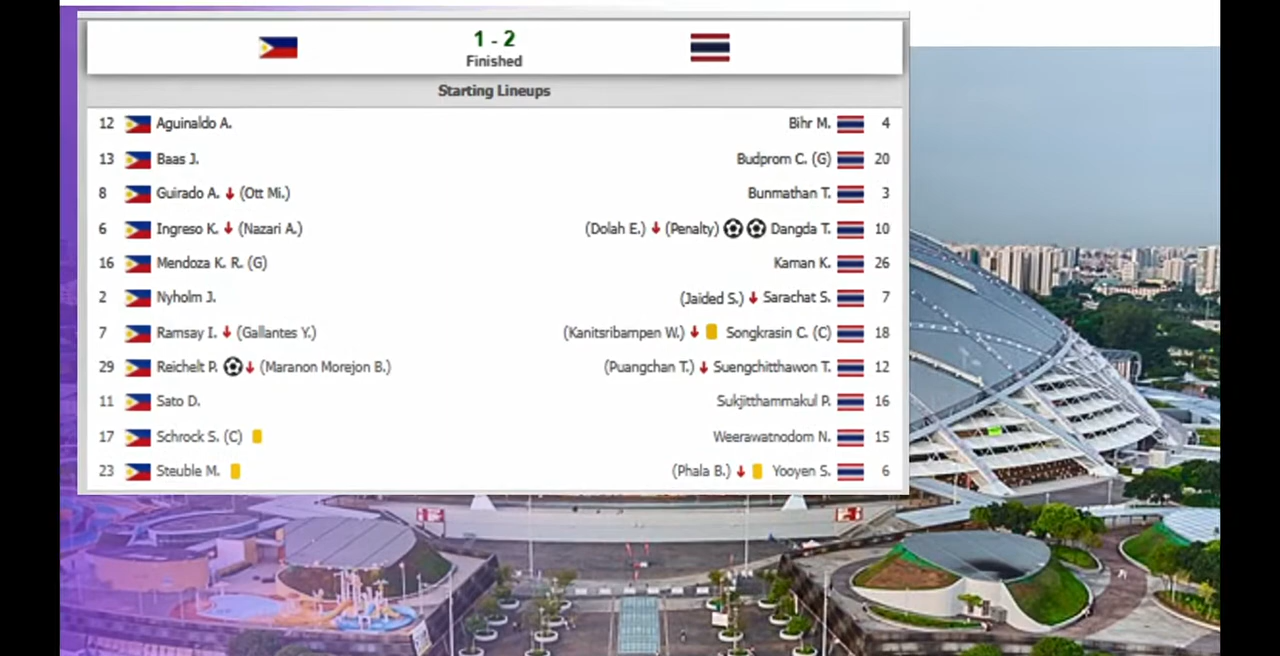 1 - 2
Finished
Starting Lineups
12 Aguinaldo A. Bihr M. 4
13 Baas J. Budprom C. (G) 20
8 Guirado A. (Ott Mi.) Bunmathan T. 3
6 Ingreso K. (Nazari A.) (Dolah E.) (Penalty) Dangda T. 10
16 Mendoza K. R. (G) Kaman K. 26
2 Nyholm J. (Jaided S.) Sarachat S. 7
7 Ramsay I. (Gallantes Y.) (Kanitsribampen W.) Songkrasin C. (C) 18
29 Reichelt P. (Maranon Morejon B.) (Puangchan T.) Suengchitthawon T. 12
11 Sato D. Sukjitthammakul P. 16
17 Schrock S. (C) Weerawatnodom N. 15
23 Steuble M. (Phala B.) Yooyen S. 6